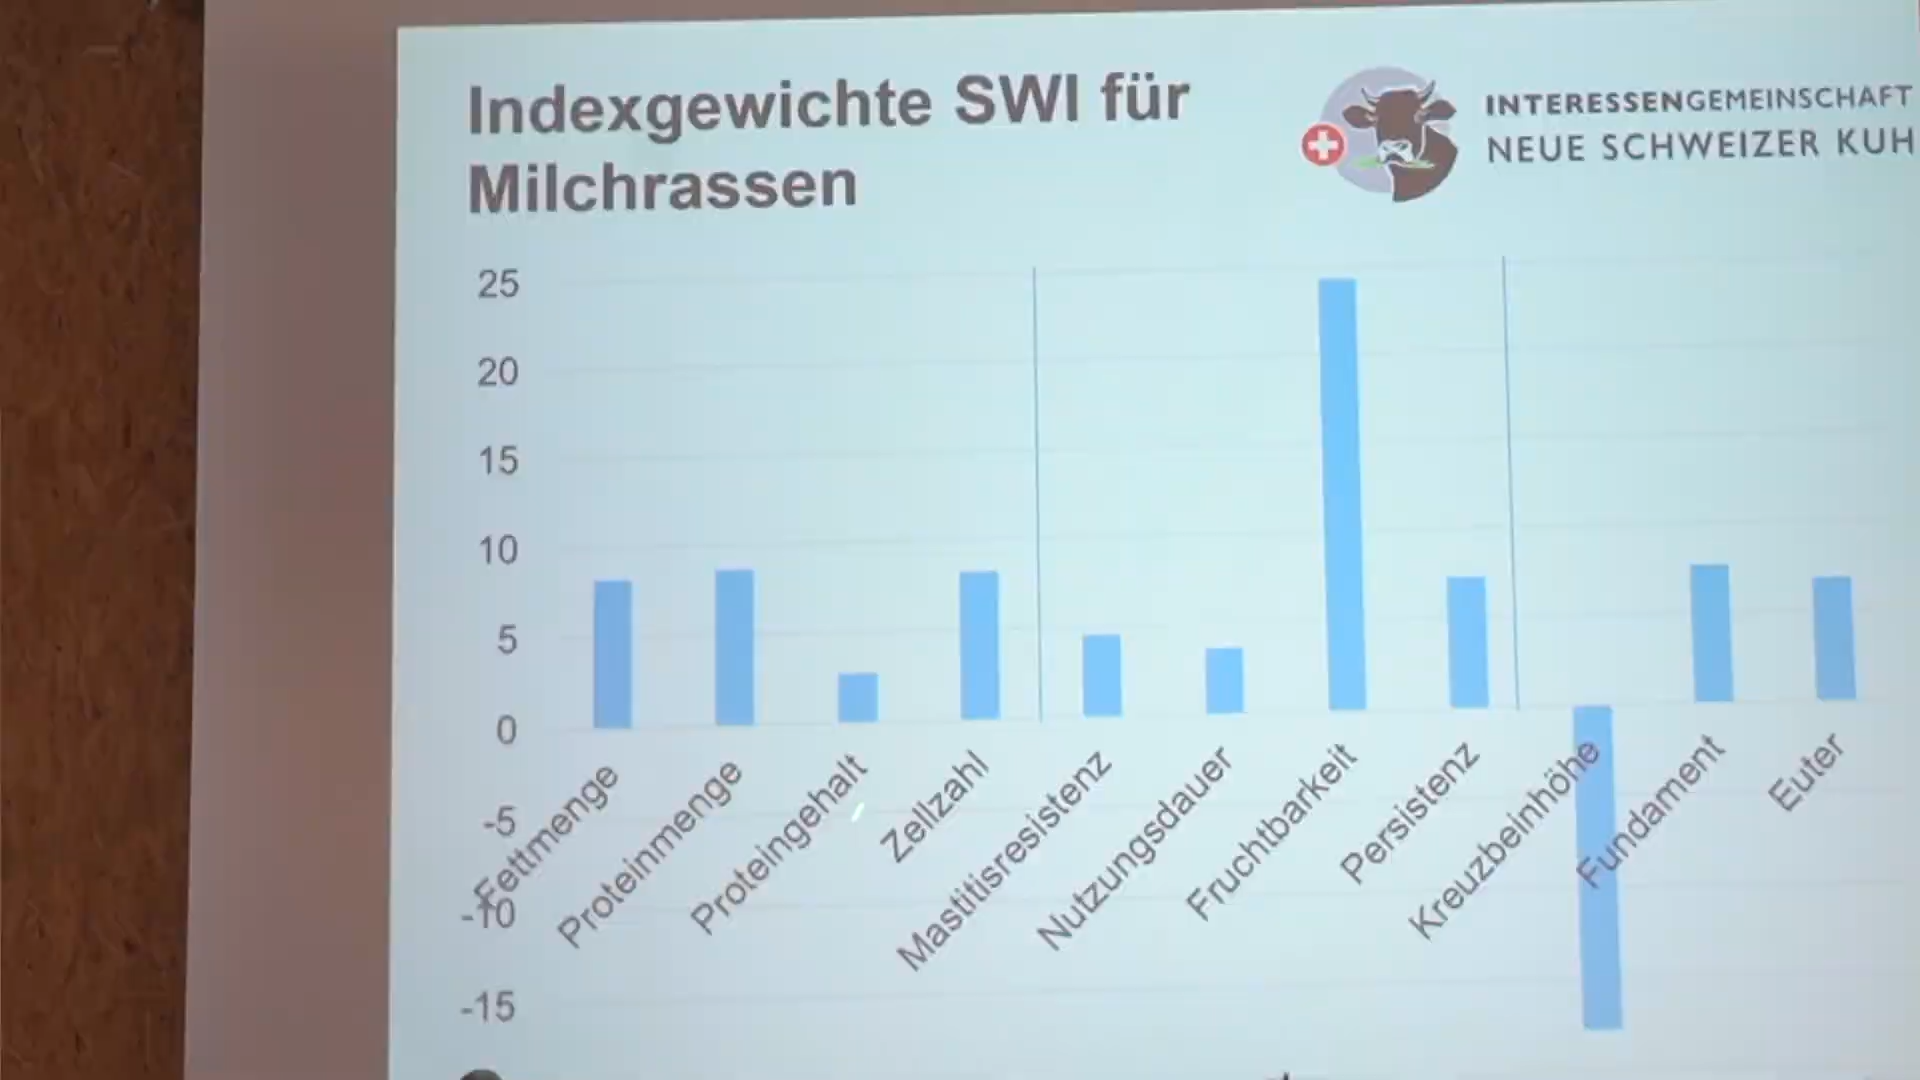 Indexgewichte SWI für
Milchrassen
INTERESSENGEMEINSCHAFT
NEUE SCHWEIZER KUH
25
20
15
10
5
0
-5
-10
-15
Fettmenge
Proteinmenge
Proteingehalt
Zellzahl
Mastitisresistenz
Nutzungsdauer
Fruchtbarkeit
Persistenz
Kreuzbeinhöhe
Fundament
Euter